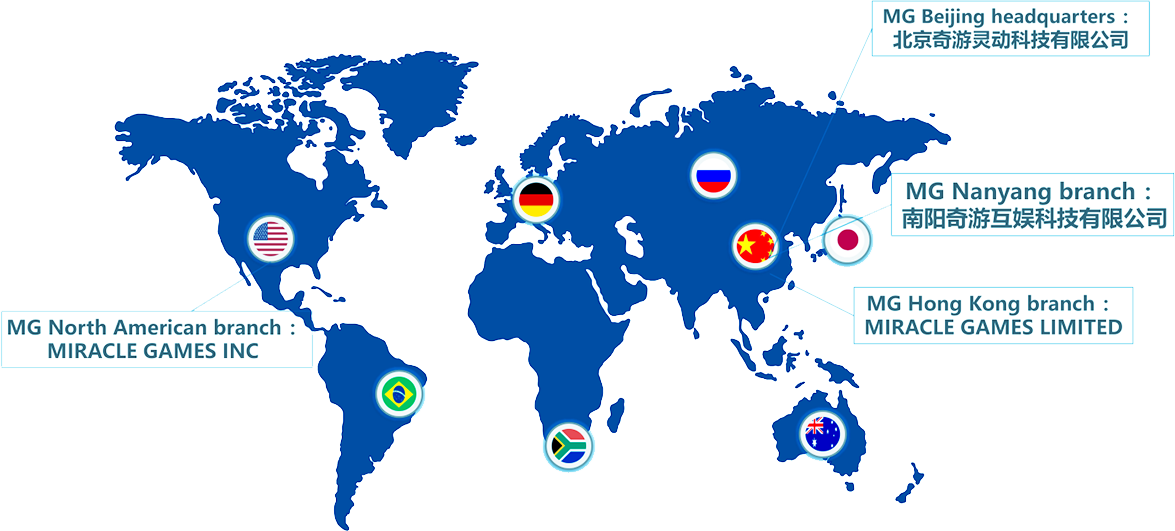 MG Beijing headquarters：
北京奇游灵动科技有限公司
MG Nanyang branch：
南阳奇游互娱科技有限公司
MG Hong Kong branch：
MIRACLE GAMES LIMITED
MG North American branch：
MIRACLE GAMES INC